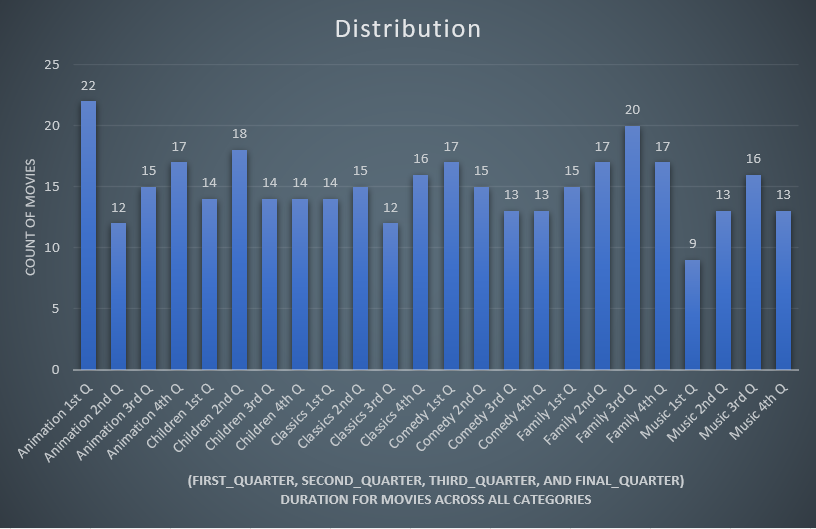 Distribution
25
20
15
10
5
0
COUNT OF MOVIES
22
12
15
17
14
18
14
14
14
15
12
16
17
15
13
13
15
17
20
17
9
13
16
13
Animation 1st Q
Animation 2nd Q
Animation 3rd Q
Animation 4th Q
Children 1st Q
Children 2nd Q
Children 3rd Q
Children 4th Q
Classics 1st Q
Classics 2nd Q
Classics 3rd Q
Classics 4th Q
Comedy 1st Q
Comedy 2nd Q
Comedy 3rd Q
Comedy 4th Q
Family 1st Q
Family 2nd Q
Family 3rd Q
Family 4th Q
Music 1st Q
Music 2nd Q
Music 3rd Q
Music 4th Q
(FIRST_QUARTER, SECOND_QUARTER, THIRD_QUARTER, AND FINAL_QUARTER)
DURATION FOR MOVIES ACROSS ALL CATEGORIES